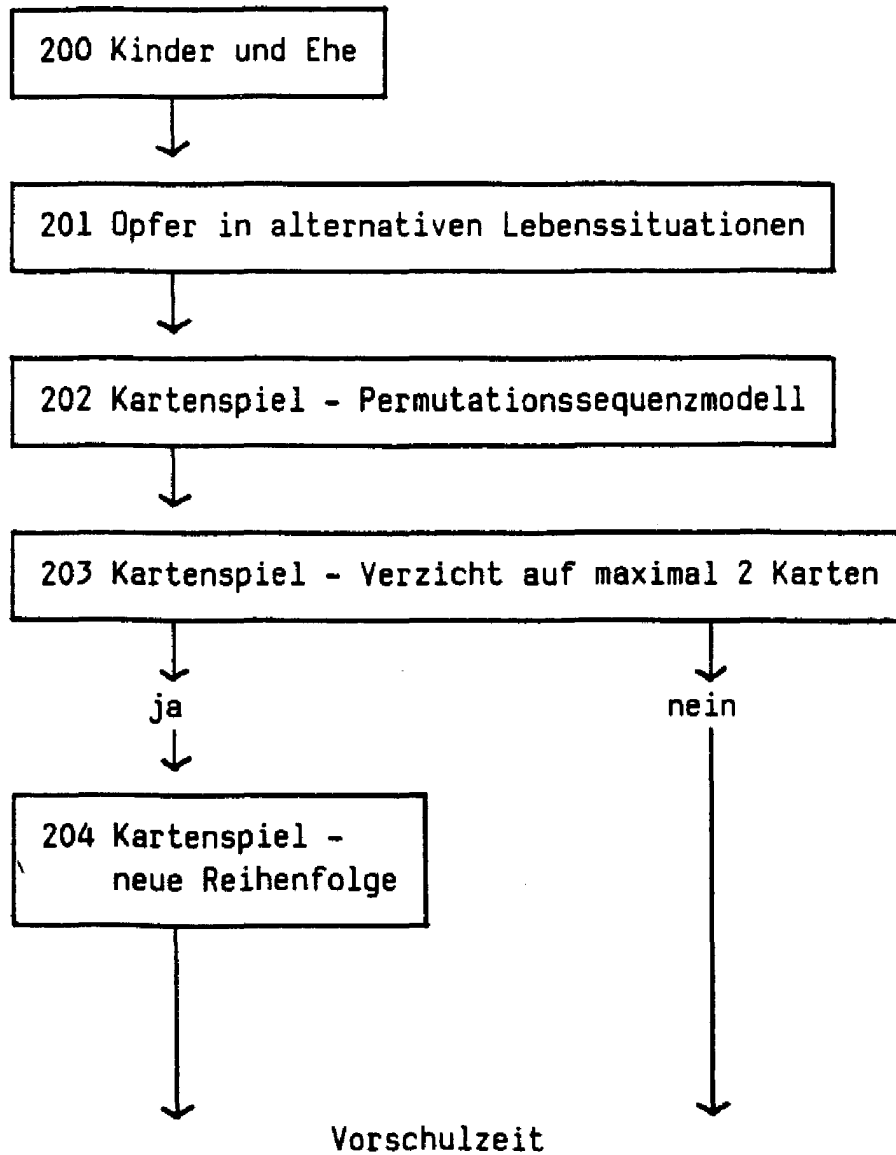 200 Kinder und Ehe
201 Opfer in alternativen Lebenssituationen
202 Kartenspiel - Permutationssequenzmodell
203 Kartenspiel - Verzicht auf maximal 2 Karten
ja
nein
204 Kartenspiel -
neue Reihenfolge
Vorschulzeit